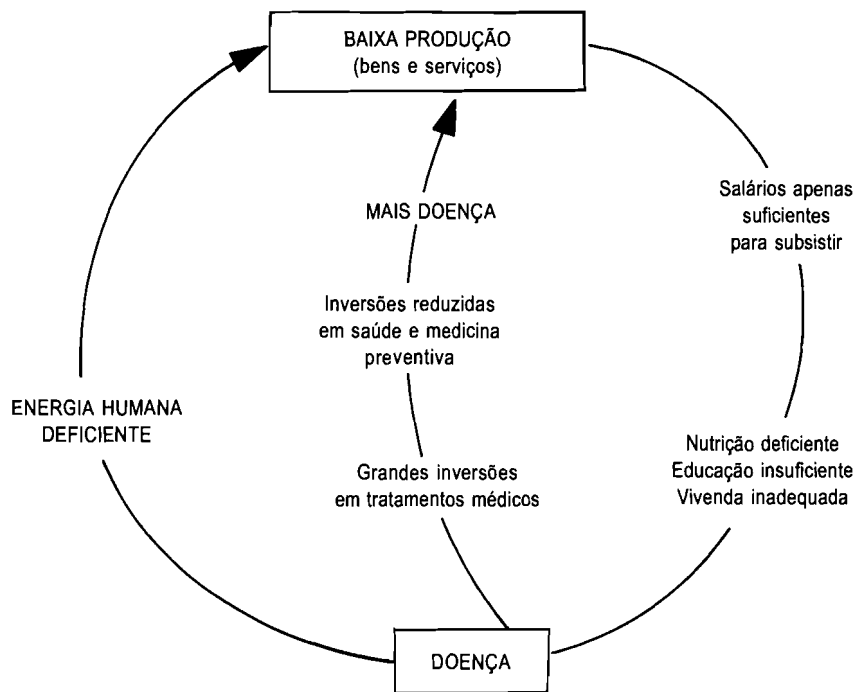 BAIXA PRODUÇÃO
(bens e serviços)
Salários apenas
suficientes
para subsistir
MAIS DOENÇA
Inversões reduzidas
em saúde e medicina
preventiva
ENERGIA HUMANA
DEFICIENTE
Nutrição deficiente
Educação insuficiente
Vivenda inadequada
Grandes inversões
em tratamentos médicos
DOENÇA